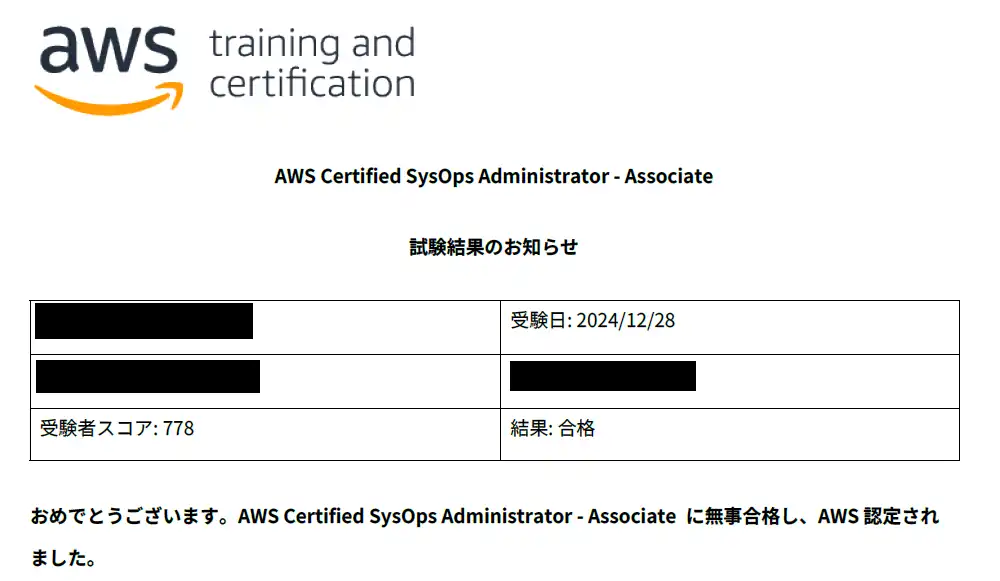 aws training and
certification
AWS Certified SysOps Administrator - Associate
試験結果のお知らせ
受験日: 2024/12/28
受験者スコア: 778
結果: 合格
おめでとうございます。AWS Certified SysOps Administrator - Associate に無事合格し、AWS 認定され
ました。